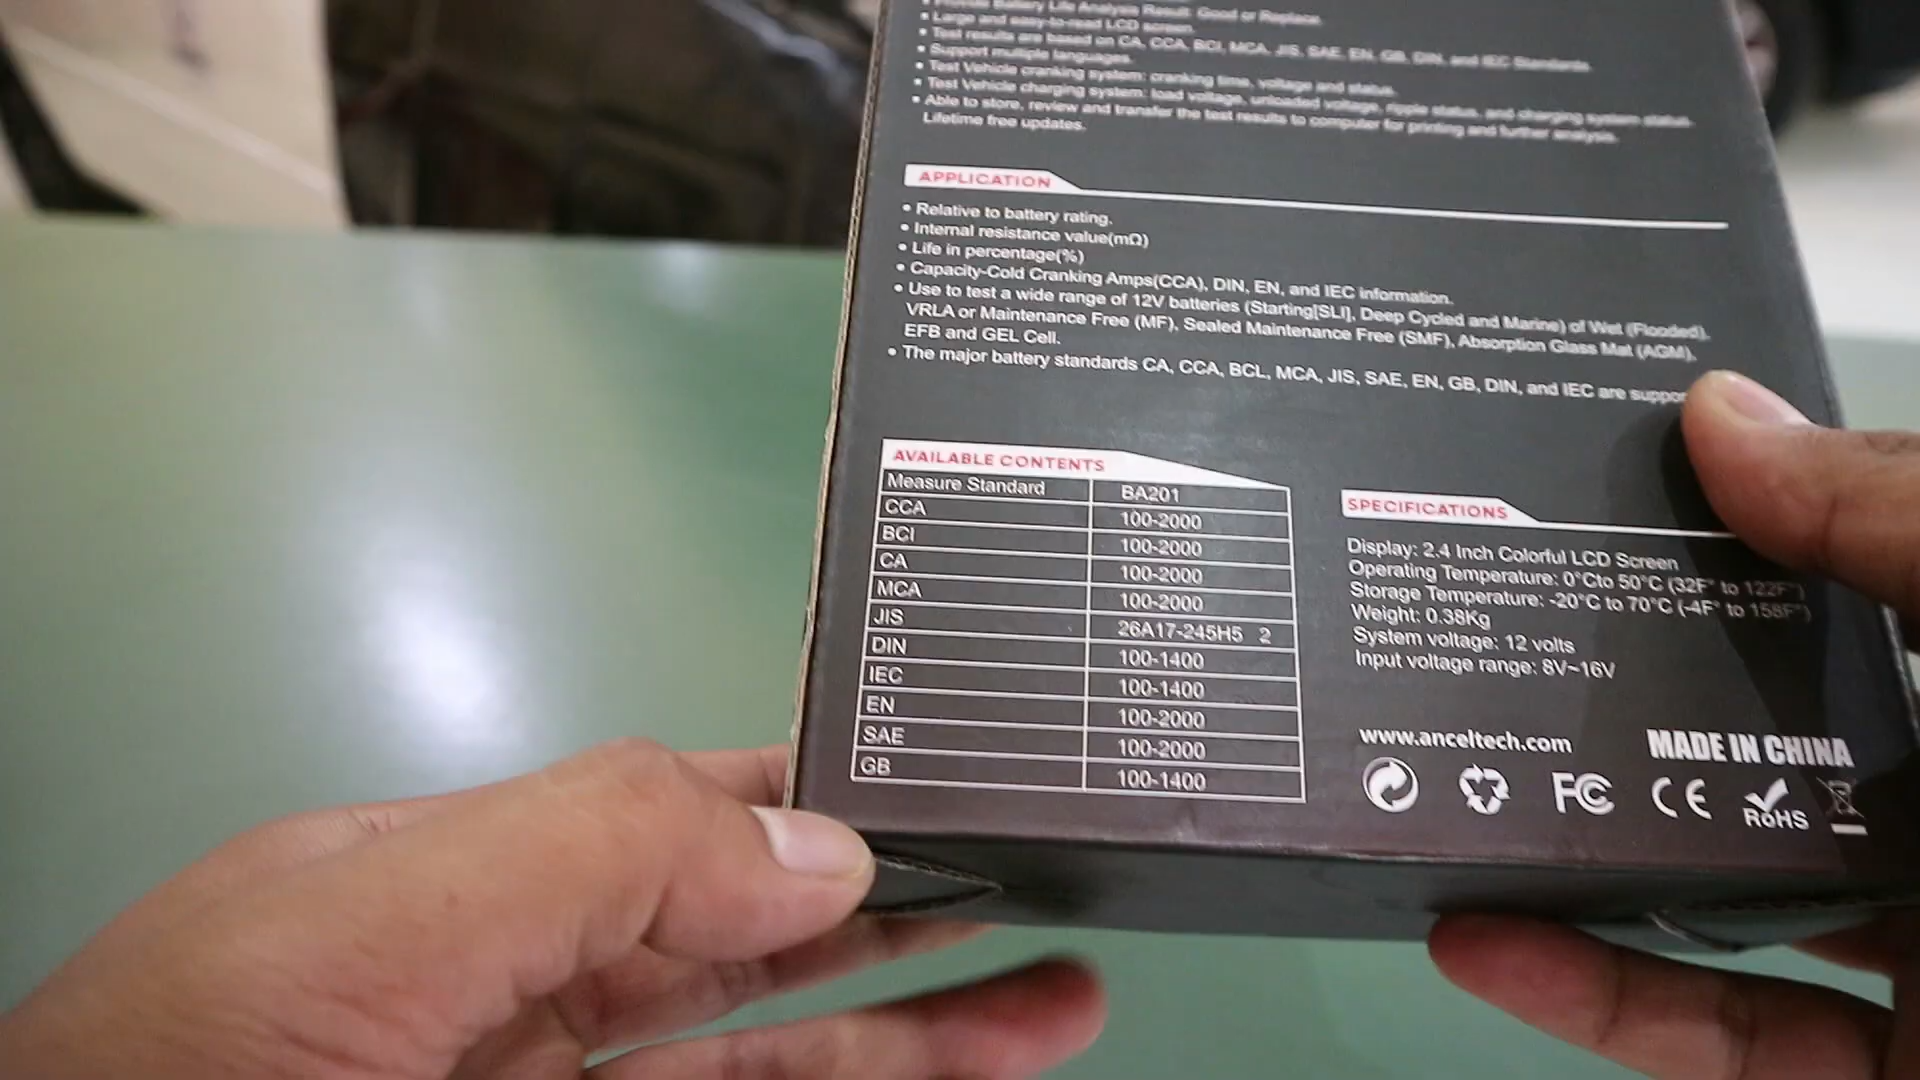 • Provide Battery Life Analysis Result: Good or Replace.
• Large and easy-to-read LCD screen.
• Test results are based on CA, CCA, BCI, MCA, JIS, SAE, EN, GB, DIN, and IEC Standards.
• Support multiple languages.
• Test Vehicle cranking system: cranking time, voltage and status.
• Test Vehicle charging system: load voltage, unloaded voltage, ripple status, and charging system status.
• Able to store, review and transfer the test results to computer for printing and further analysis.
Lifetime free updates.
APPLICATION
• Relative to battery rating.
• Internal resistance value(mΩ)
• Life in percentage(%)
• Capacity-Cold Cranking Amps(CCA), DIN, EN, and IEC information.
• Use to test a wide range of 12V batteries (Starting[SLI], Deep Cycled and Marine) of Wet (Flooded),
VRLA or Maintenance Free (MF), Sealed Maintenance Free (SMF), Absorption Glass Mat (AGM),
EFB and GEL Cell.
• The major battery standards CA, CCA, BCL, MCA, JIS, SAE, EN, GB, DIN, and IEC are suppor
AVAILABLE CONTENTS
Measure Standard BA201
CCA 100-2000
BCI 100-2000
CA 100-2000
MCA 100-2000
JIS 26A17-245H5 2
DIN 100-1400
IEC 100-1400
EN 100-2000
SAE 100-2000
GB 100-1400
SPECIFICATIONS
Display: 2.4 Inch Colorful LCD Screen
Operating Temperature: 0°Cto 50°C (32F° to 122F°)
Storage Temperature: -20°C to 70°C (-4F° to 158F°)
Weight: 0.38Kg
System voltage: 12 volts
Input voltage range: 8V~16V
www.anceltech.com
MADE IN CHINA
FC
CE
RoHS